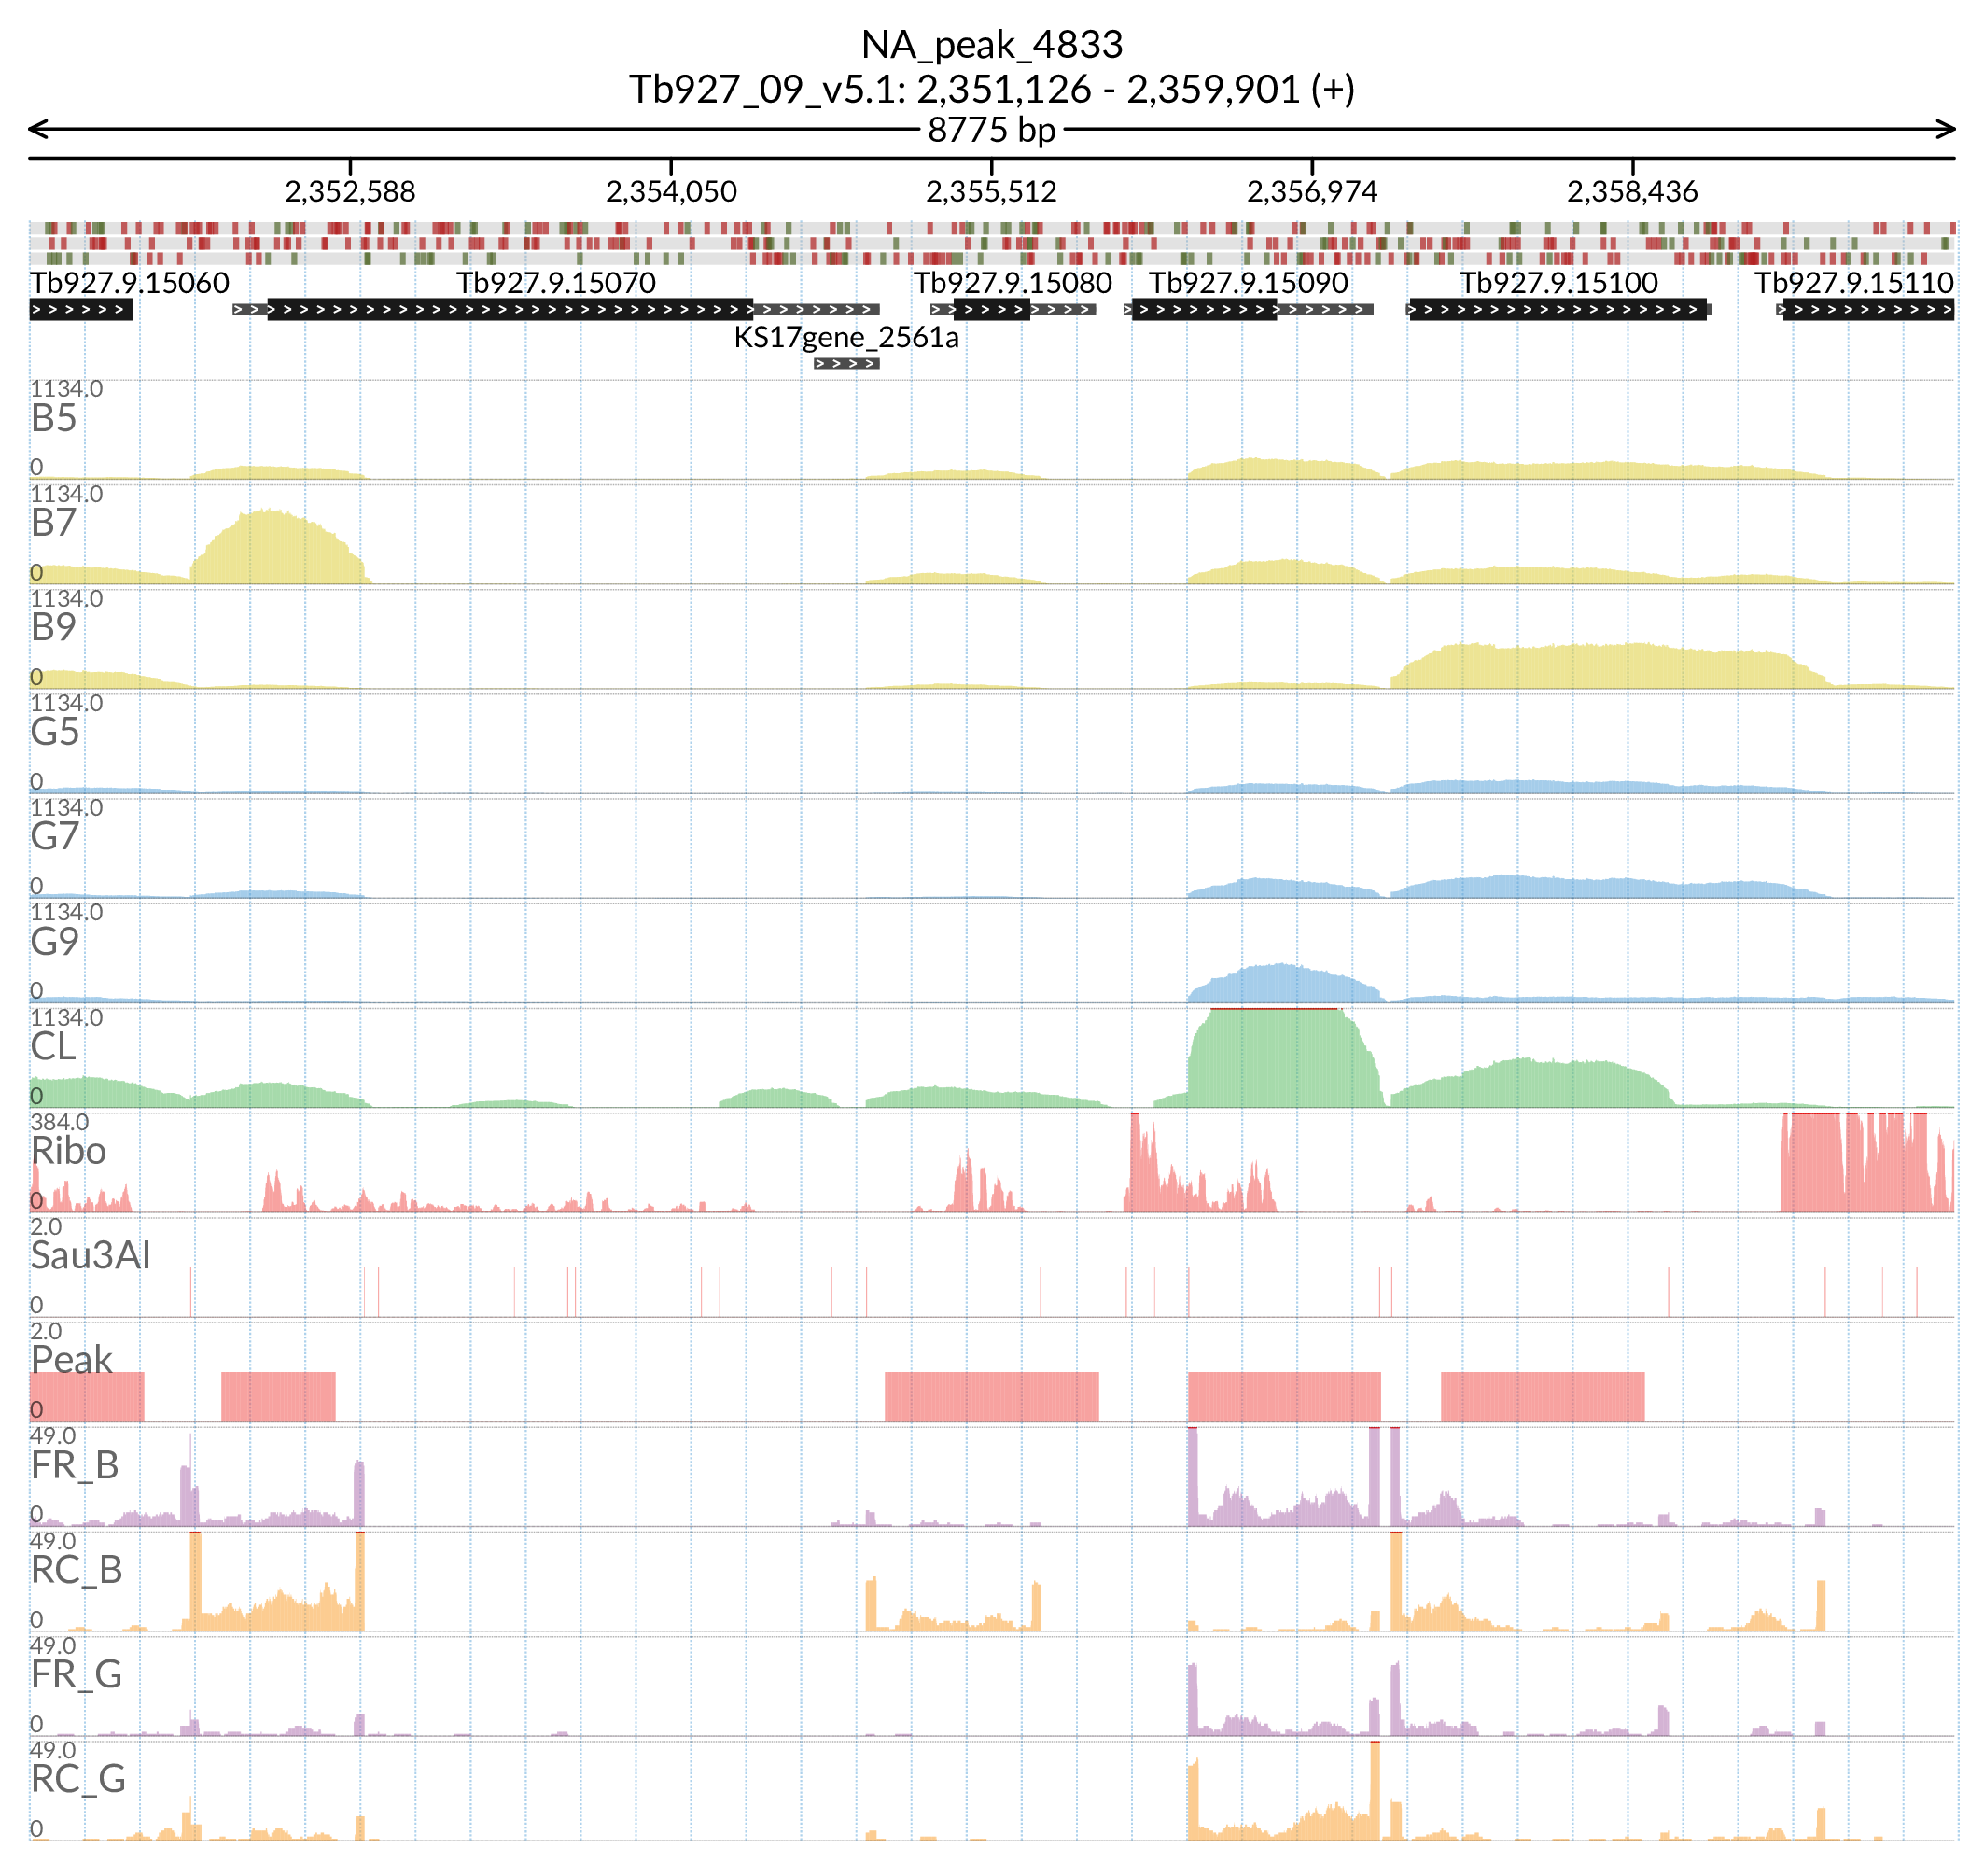 NA_peak_4833
Tb927_09_v5.1: 2,351,126 - 2,359,901 (+)
8775 bp
2,352,588 2,354,050 2,355,512 2,356,974 2,358,436
Tb927.9.15060 Tb927.9.15070 Tb927.9.15080 Tb927.9.15090 Tb927.9.15100 Tb927.9.15110
KS17gene_2561a
1134.0
B5
0
1134.0
B7
0
1134.0
B9
0
1134.0
G5
0
1134.0
G7
0
1134.0
G9
0
1134.0
CL
0
384.0
Ribo
0
2.0
Sau3AI
0
2.0
Peak
0
49.0
FR_B
0
49.0
RC_B
0
49.0
FR_G
0
49.0
RC_G
0